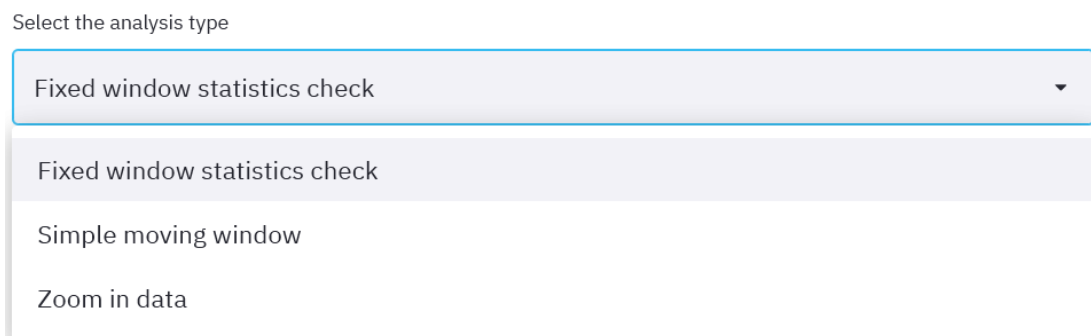 Select the analysis type
Fixed window statistics check
Fixed window statistics check
Simple moving window
Zoom in data